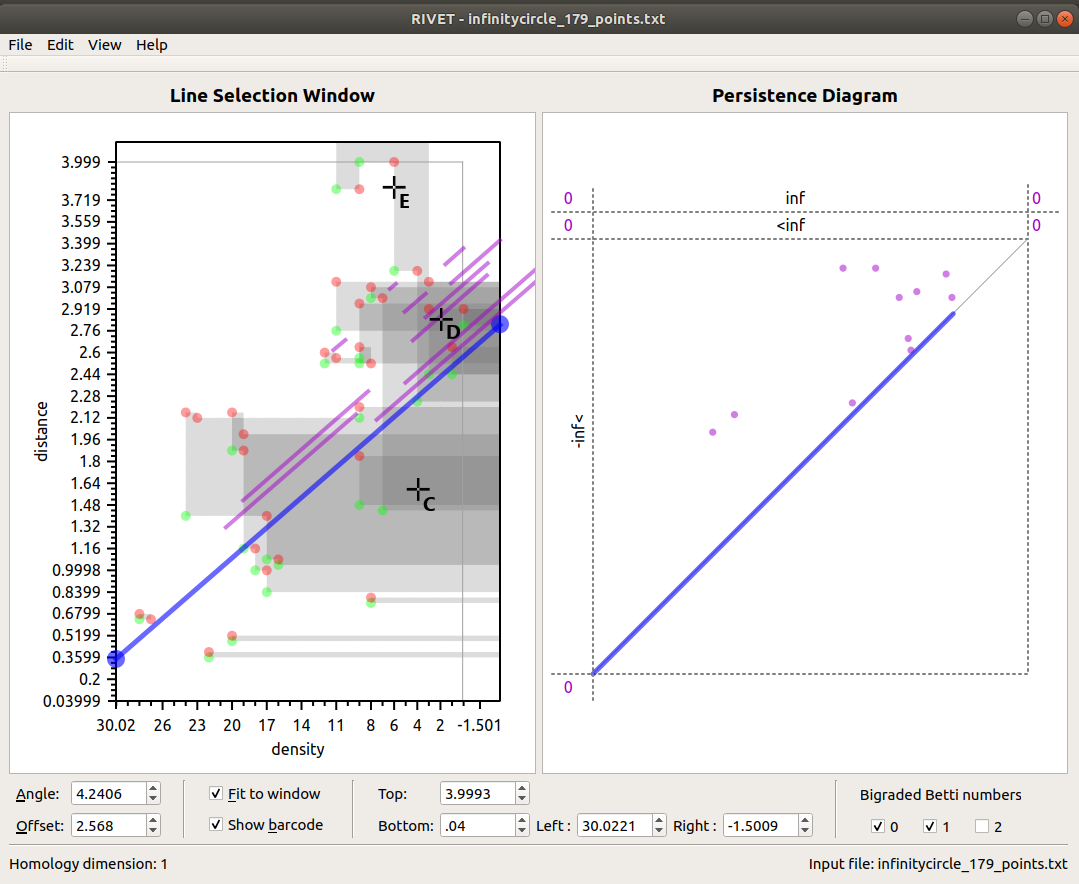 RIVET - infinitycircle_179_points.txt
File Edit View Help
Line Selection Window
3.999
3.719
3.559
3.399
3.239
3.079
2.919
2.76
2.6
2.44
2.28
2.12
1.96
1.8
1.64
1.48
1.32
1.16
0.9998
0.8399
0.6799
0.5199
0.3599
0.2
0.03999
distance
E
D
C
30.02 26 23 20 17 14 11 8 6 4 2 -1.501
density
Persistence Diagram
0 inf 0
0 <inf 0
-inf<
0
Angle: 4.2406 Fit to window Top: 3.9993 Bigraded Betti numbers
Offset: 2.568 Show barcode Bottom: .04 Left : 30.0221 Right : -1.5009 0 1 2
Homology dimension: 1 Input file: infinitycircle_179_points.txt